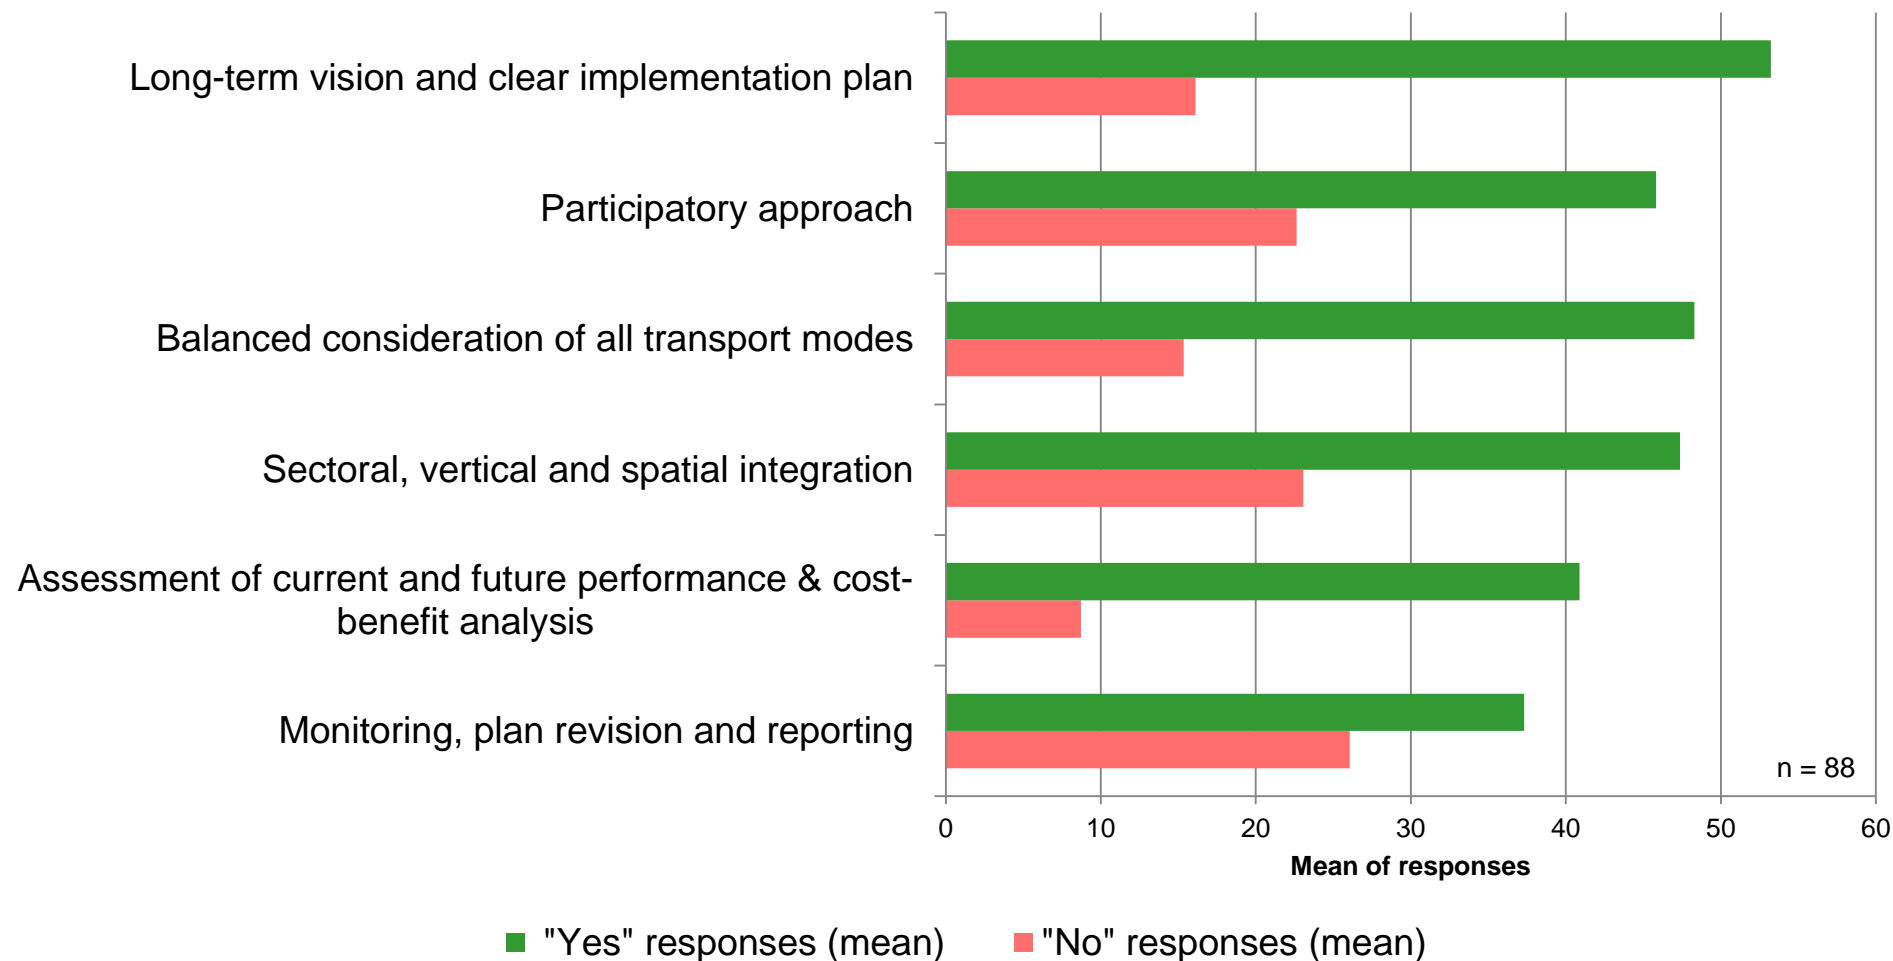 Long-term vision and clear implementation plan
Participatory approach
Balanced consideration of all transport modes
Sectoral, vertical and spatial integration
Assessment of current and future performance & cost-
benefit analysis
Monitoring, plan revision and reporting
n = 88
0 10 20 30 40 50 60
Mean of responses
"Yes" responses (mean) "No" responses (mean)